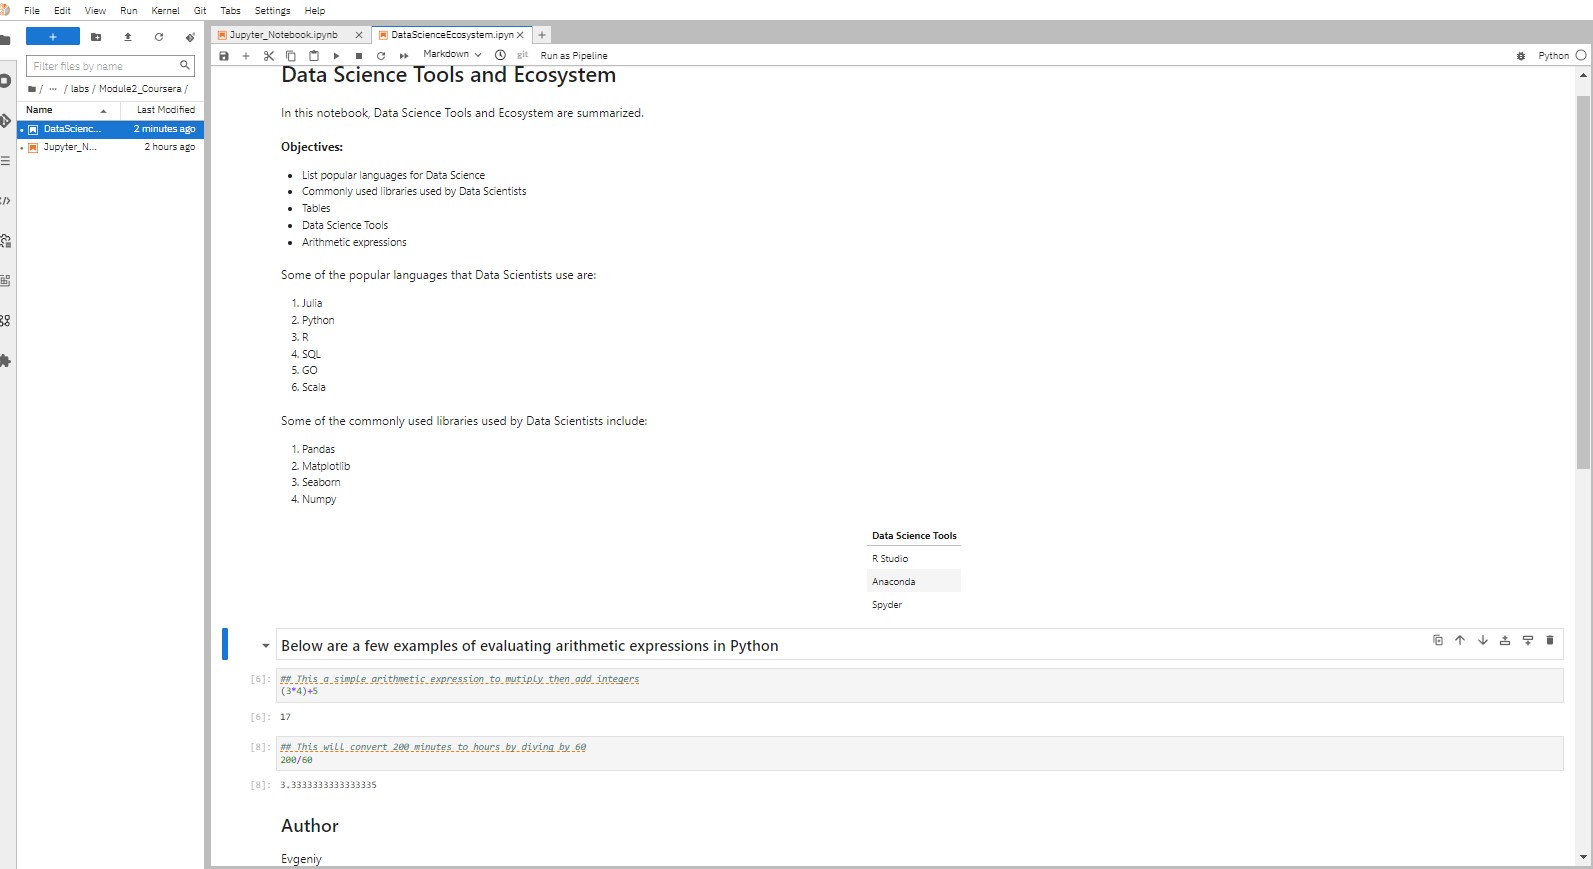 File Edit View Run Kernel Git Tabs Settings Help
+
Filter files by name
/ ... / labs / Module2_Coursera /
Name Last Modified
DataScienc... 2 minutes ago
Jupyter_N... 2 hours ago
Jupyter_Notebook.ipynb DataScienceEcosystem.ipyn
Markdown git Run as Pipeline Python
Data Science Tools and Ecosystem
In this notebook, Data Science Tools and Ecosystem are summarized.
Objectives:
• List popular languages for Data Science
• Commonly used libraries used by Data Scientists
• Tables
• Data Science Tools
• Arithmetic expressions
Some of the popular languages that Data Scientists use are:
1. Julia
2. Python
3. R
4. SQL
5. GO
6. Scala
Some of the commonly used libraries used by Data Scientists include:
1. Pandas
2. Matplotlib
3. Seaborn
4. Numpy
Data Science Tools
R Studio
Anaconda
Spyder
Below are a few examples of evaluating arithmetic expressions in Python
[6]: ## This a simple arithmetic expression to mutiply then add integers
(3*4)+5
[6]: 17
[8]: ## This will convert 200 minutes to hours by diving by 60
200/60
[8]: 3.3333333333333335
Author
Evgeniy